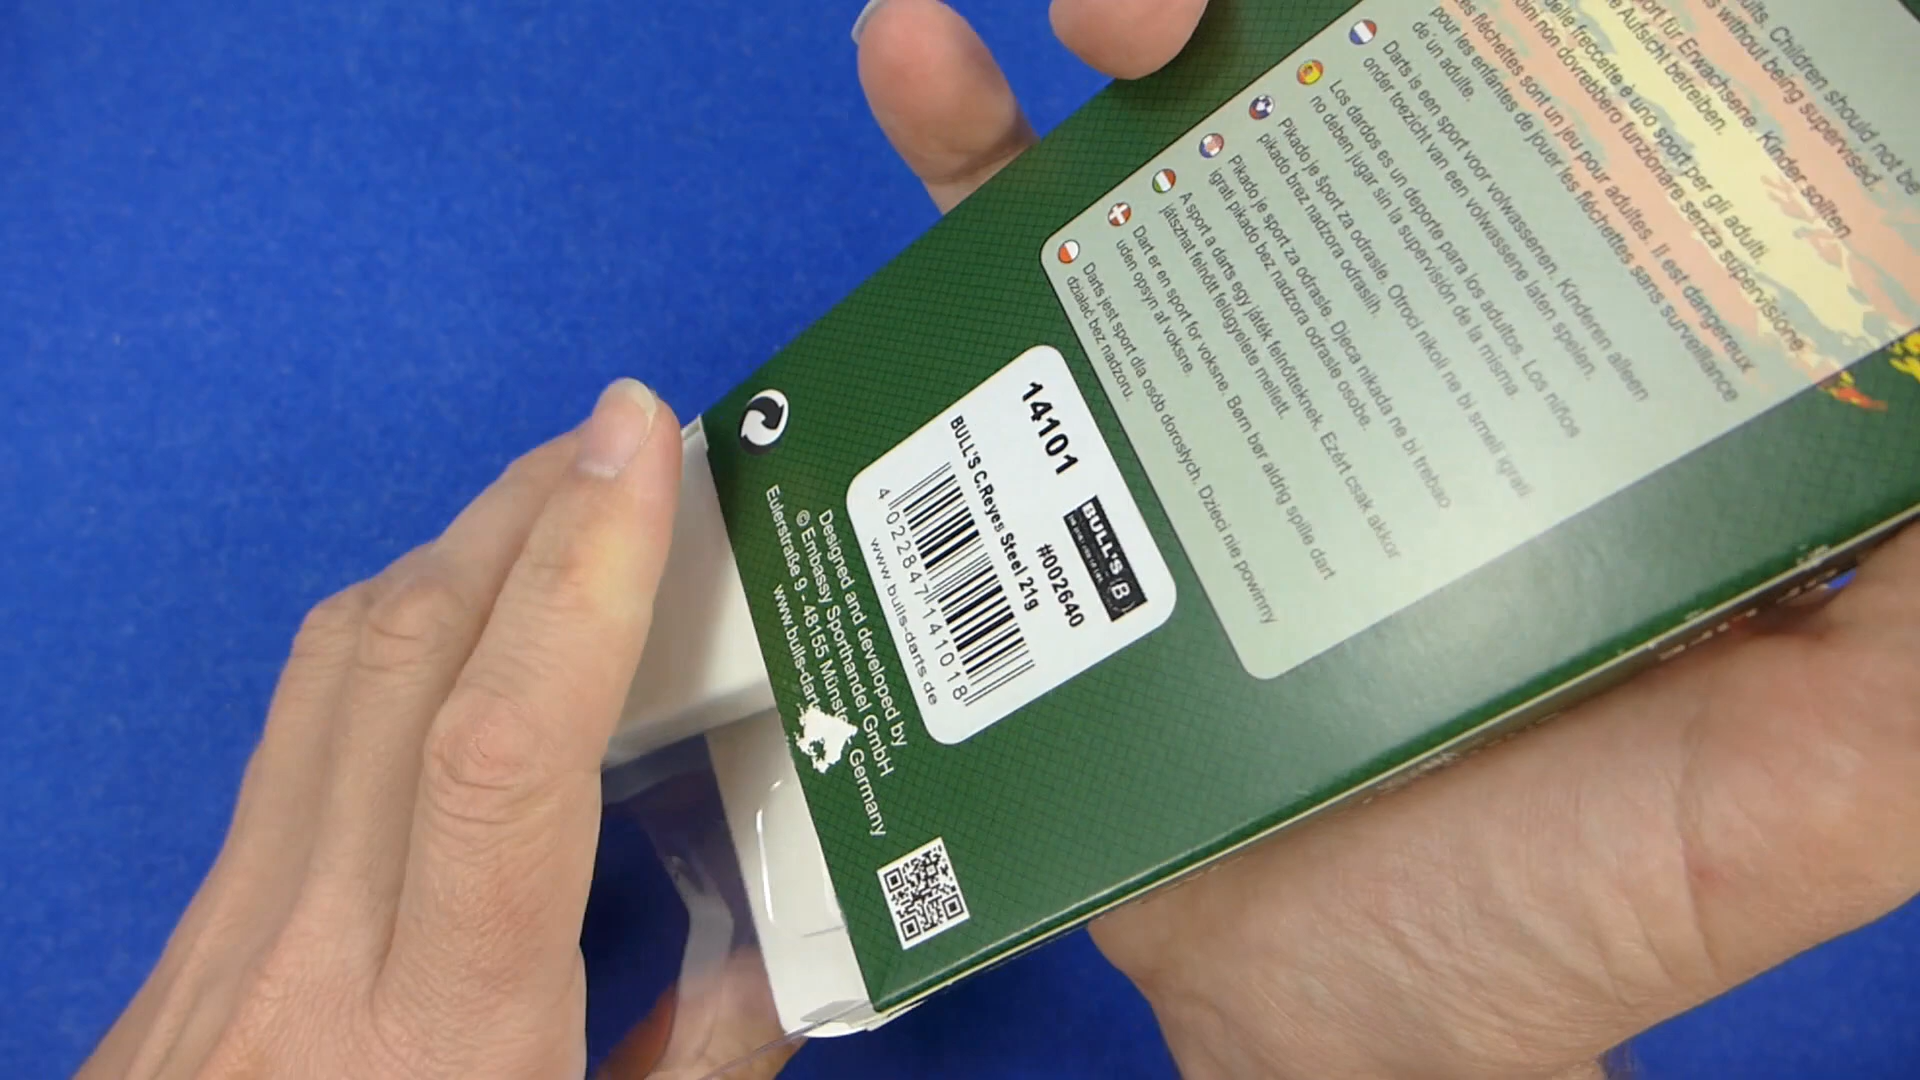 uits. Children should not be
s without being supervised.
ort für Erwachsene. Kinder sollten
e Aufsicht betreiben.
delle freccette è uno sport per gli adulti.
oini non dovrebbero funzionare senza supervisione.
es fléchettes sont un jeu pour adultes. Il est dangereux
pour les enfantes de jouer les fléchettes sans surveillance
de'un adulte.
Darts is een sport voor volwassenen. Kinderen alleen
onder toezicht van een volwassene laten spelen.
Los dardos es un deporte para los adultos. Los niños
no deben jugar sin la supervisión de la misma
Pikado je šport za odrasle. Otroci nikoli ne bi smeli igrati
pikado brez nadzora odraslih.
Pikado je sport za odrasle. Djeca nikada ne bi trebao
igrati pikado bez nadzora odrasle osobe.
A sport a darts egy játék felnőtteknek. Ezért csak akkor
játszhat felnőtt felügyelete mellett.
Dart er en sport for voksne. Børn bør aldrig spille dart
uden opsyn af voksne.
Darts jest sport dla osób dorosłych. Dzieci nie powinny
działać bez nadzoru.
14101
BULL'S B
#002640
BULL'S C.Reyes Steel 21g
4 022847 141018
www.bulls-darts.de
Designed and developed by
© Embassy Sporthandel GmbH
Eulerstraße 9 - 48155 Münst Germany
www.bulls-dart